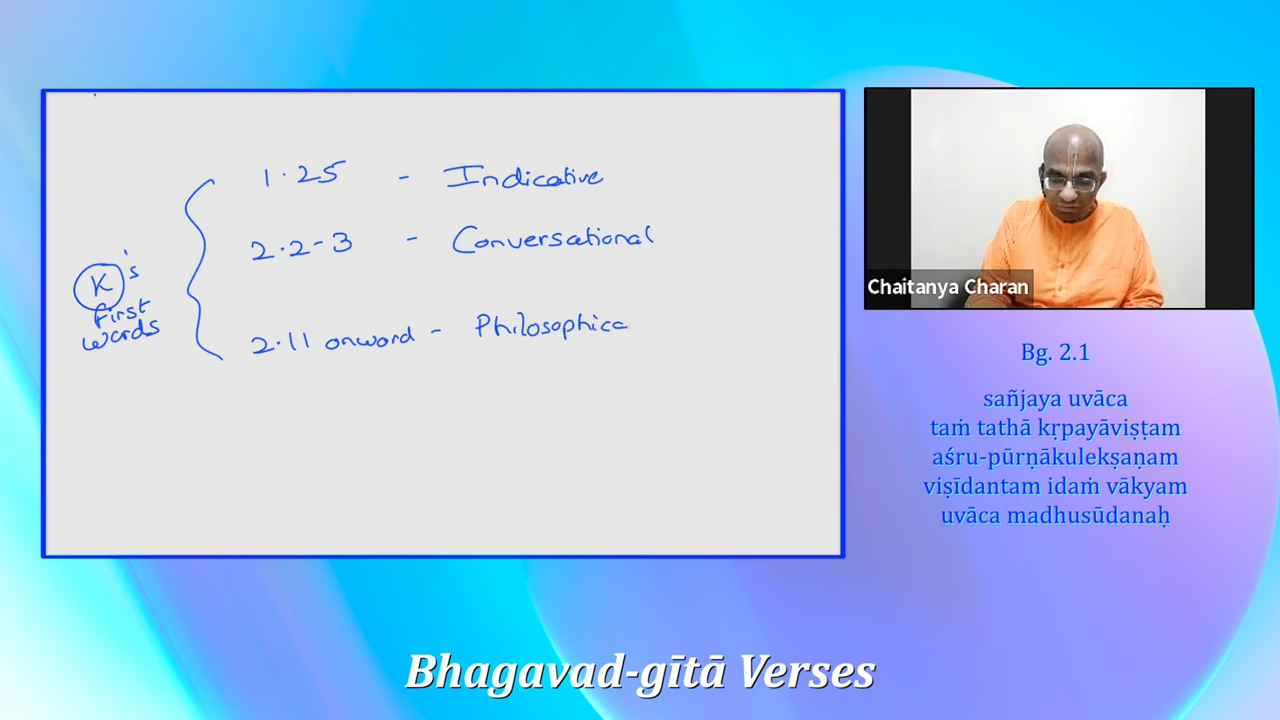 1.25 - Indicative
2.2-3 - Conversational
K's
first
words
2.11 onword - Philosophica
Chaitanya Charan
Bg. 2.1
sañjaya uvāca
taṁ tathā kṛpayāviṣṭam
aśru-pūrṇākulekṣaṇam
viṣīdantam idaṁ vākyam
uvāca madhusūdanaḥ
Bhagavad-gītā Verses